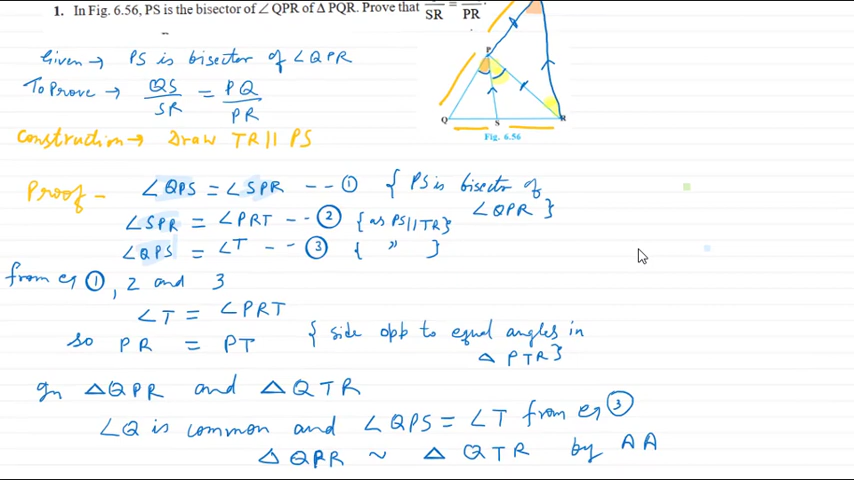 1. In Fig. 6.56, PS is the bisector of ∠ QPR of Δ PQR. Prove that SR = PR .
Given → PS is bisector of ∠QPR
To Prove → QS/SR = PQ/PR
Construction → Draw TR || PS
P
Q
S
R
Fig. 6.56
Proof - ∠QPS = ∠SPR -- ① { PS is bisector of ∠QPR }
∠SPR = ∠PRT -- ② { as PS || TR}
∠QPS = ∠T -- ③ { " }
from eq ①, 2 and 3
∠T = ∠PRT
so PR = PT { side opp to equal angles in Δ PTR}
In ΔQPR and ΔQTR
∠Q is common and ∠QPS = ∠T from eq ③
Δ QPR ~ Δ QTR by AA